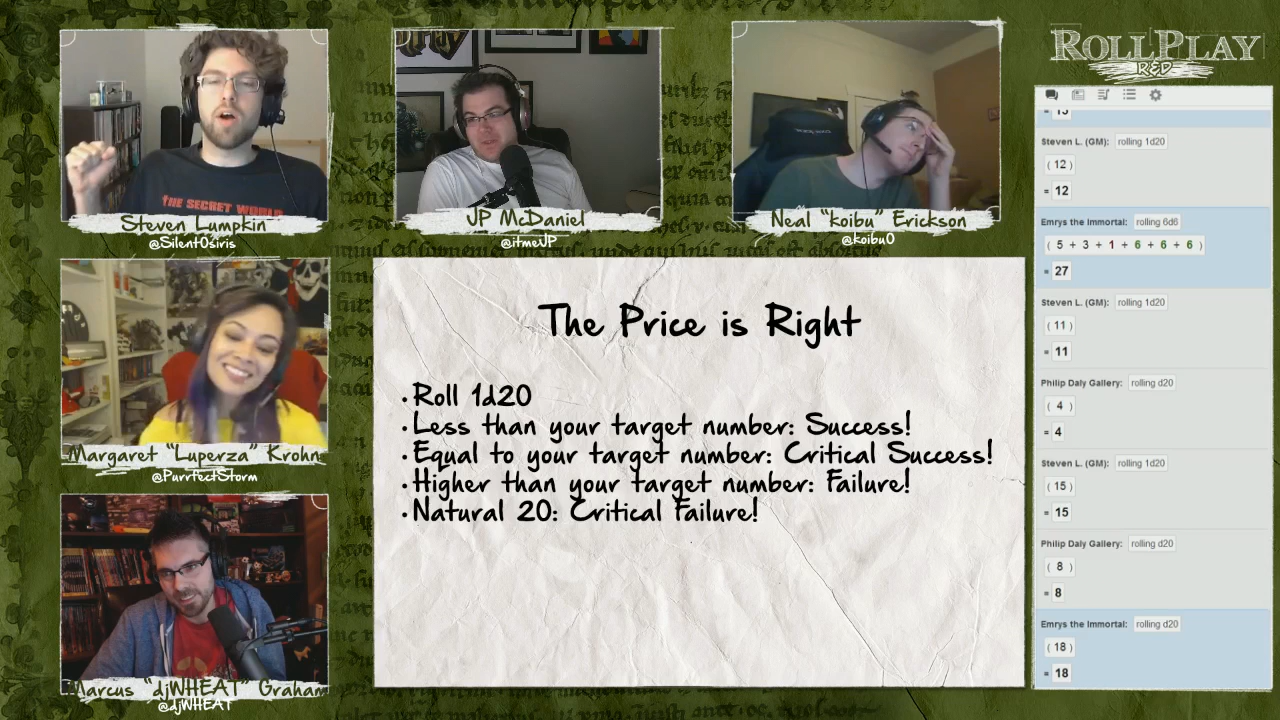 ROLLPLAY
R&D
THE SECRET WORLD
Steven Lumpkin
@SilentOsiris
JP McDaniel
@itmeJP
Neal "koibu" Erickson
@koibu0
Margaret "Luperza" Krohn
@PurrfectStorm
Marcus "djWHEAT" Graham
@djWHEAT
The Price is Right
• Roll 1d20
• Less than your target number: Success!
• Equal to your target number: Critical Success!
• Higher than your target number: Failure!
• Natural 20: Critical Failure!
Steven L. (GM): rolling 1d20
( 12 )
= 12
Emrys the Immortal: rolling 6d6
( 5 + 3 + 1 + 6 + 6 + 6 )
= 27
Steven L. (GM): rolling 1d20
( 11 )
= 11
Philip Daly Gallery: rolling d20
( 4 )
= 4
Steven L. (GM): rolling 1d20
( 15 )
= 15
Philip Daly Gallery: rolling d20
( 8 )
= 8
Emrys the Immortal: rolling d20
( 18 )
= 18